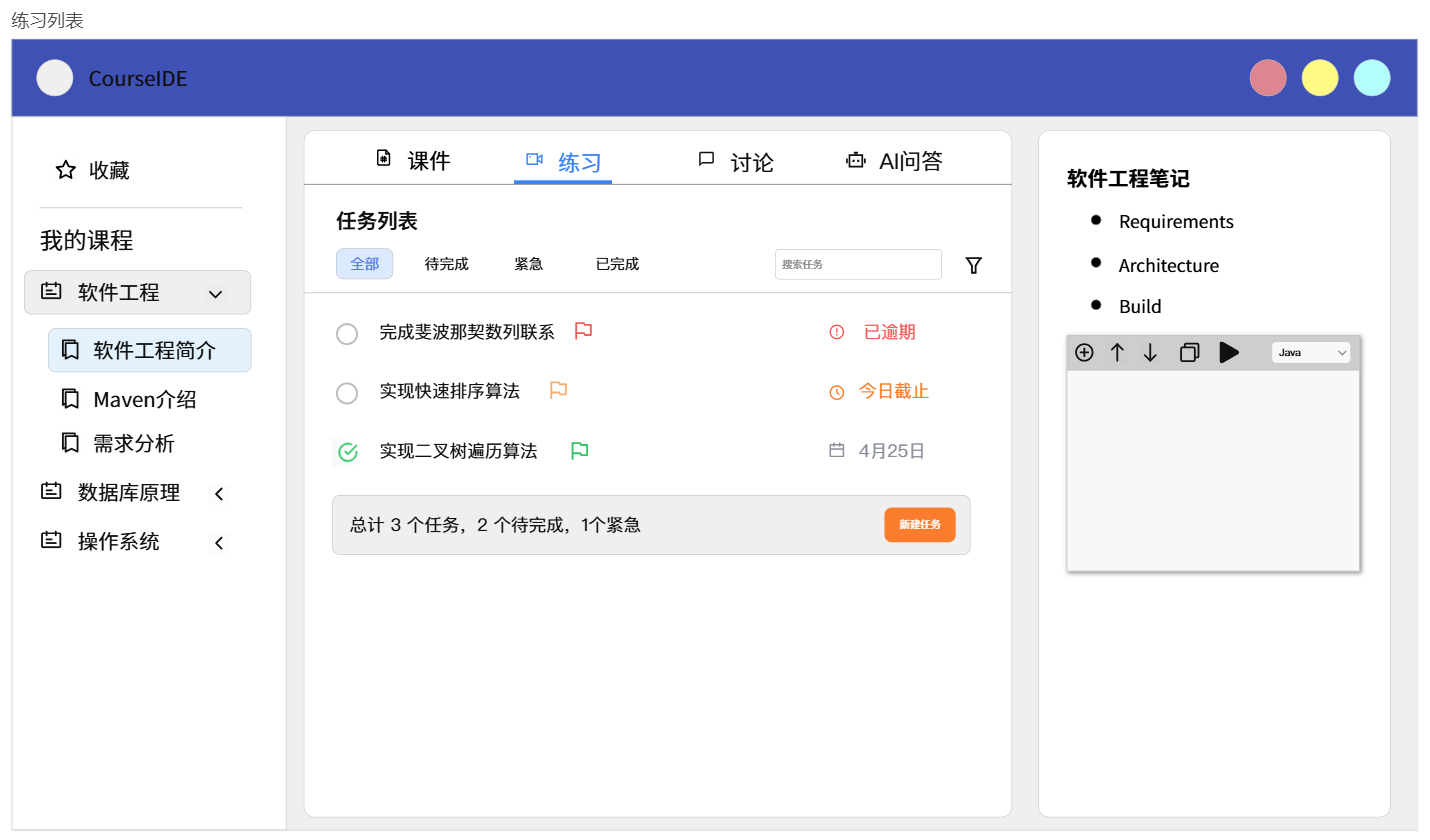 练习列表
CourseIDE
收藏
我的课程
软件工程
软件工程简介
Maven介绍
需求分析
数据库原理
操作系统
课件 练习 讨论 AI问答
任务列表
全部 待完成 紧急 已完成 搜索任务
完成斐波那契数列联系 已逾期
实现快速排序算法 今日截止
实现二叉树遍历算法 4月25日
总计 3 个任务，2 个待完成，1个紧急 新建任务
软件工程笔记
Requirements
Architecture
Build
Java